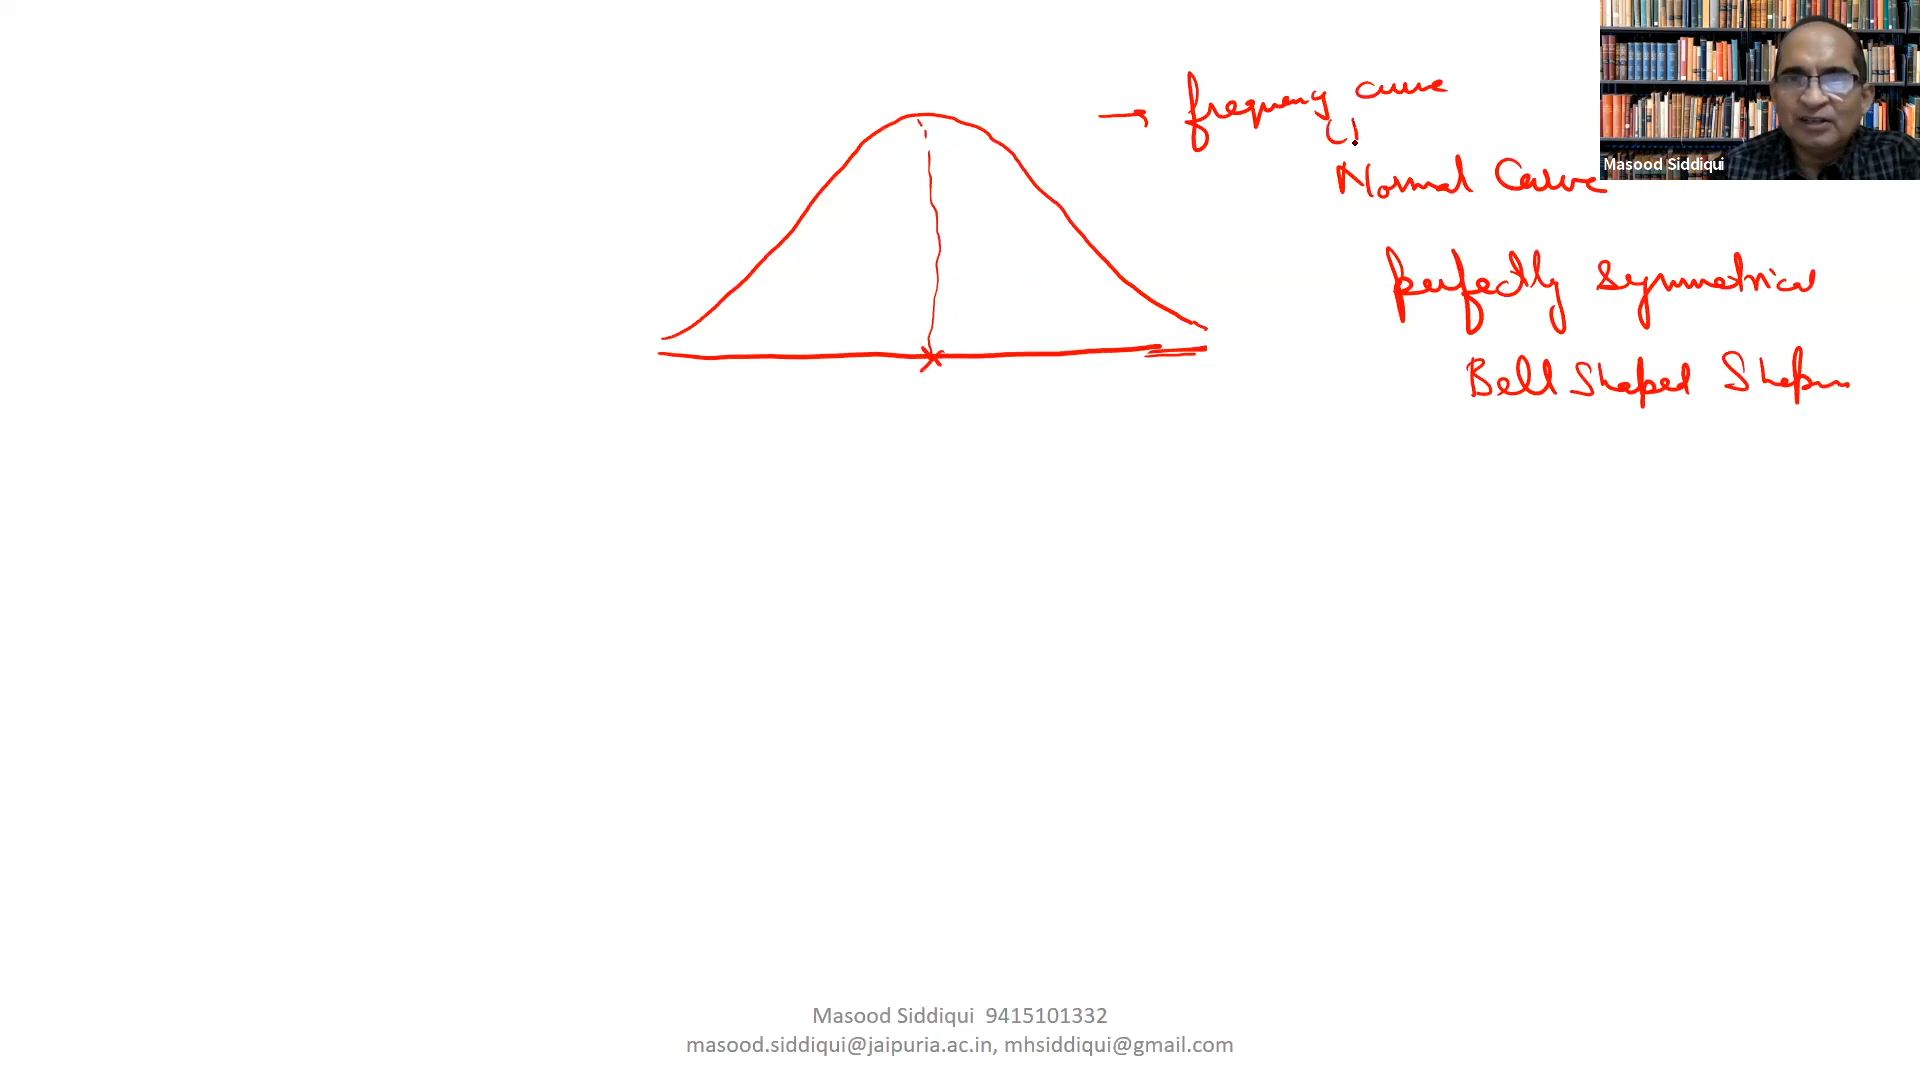 → frequency curve
Normal Curve
Masood Siddiqui
perfectly symmetrical
Bell Shaped
Masood Siddiqui 9415101332
masood.siddiqui@jaipuria.ac.in, mhsiddiqui@gmail.com